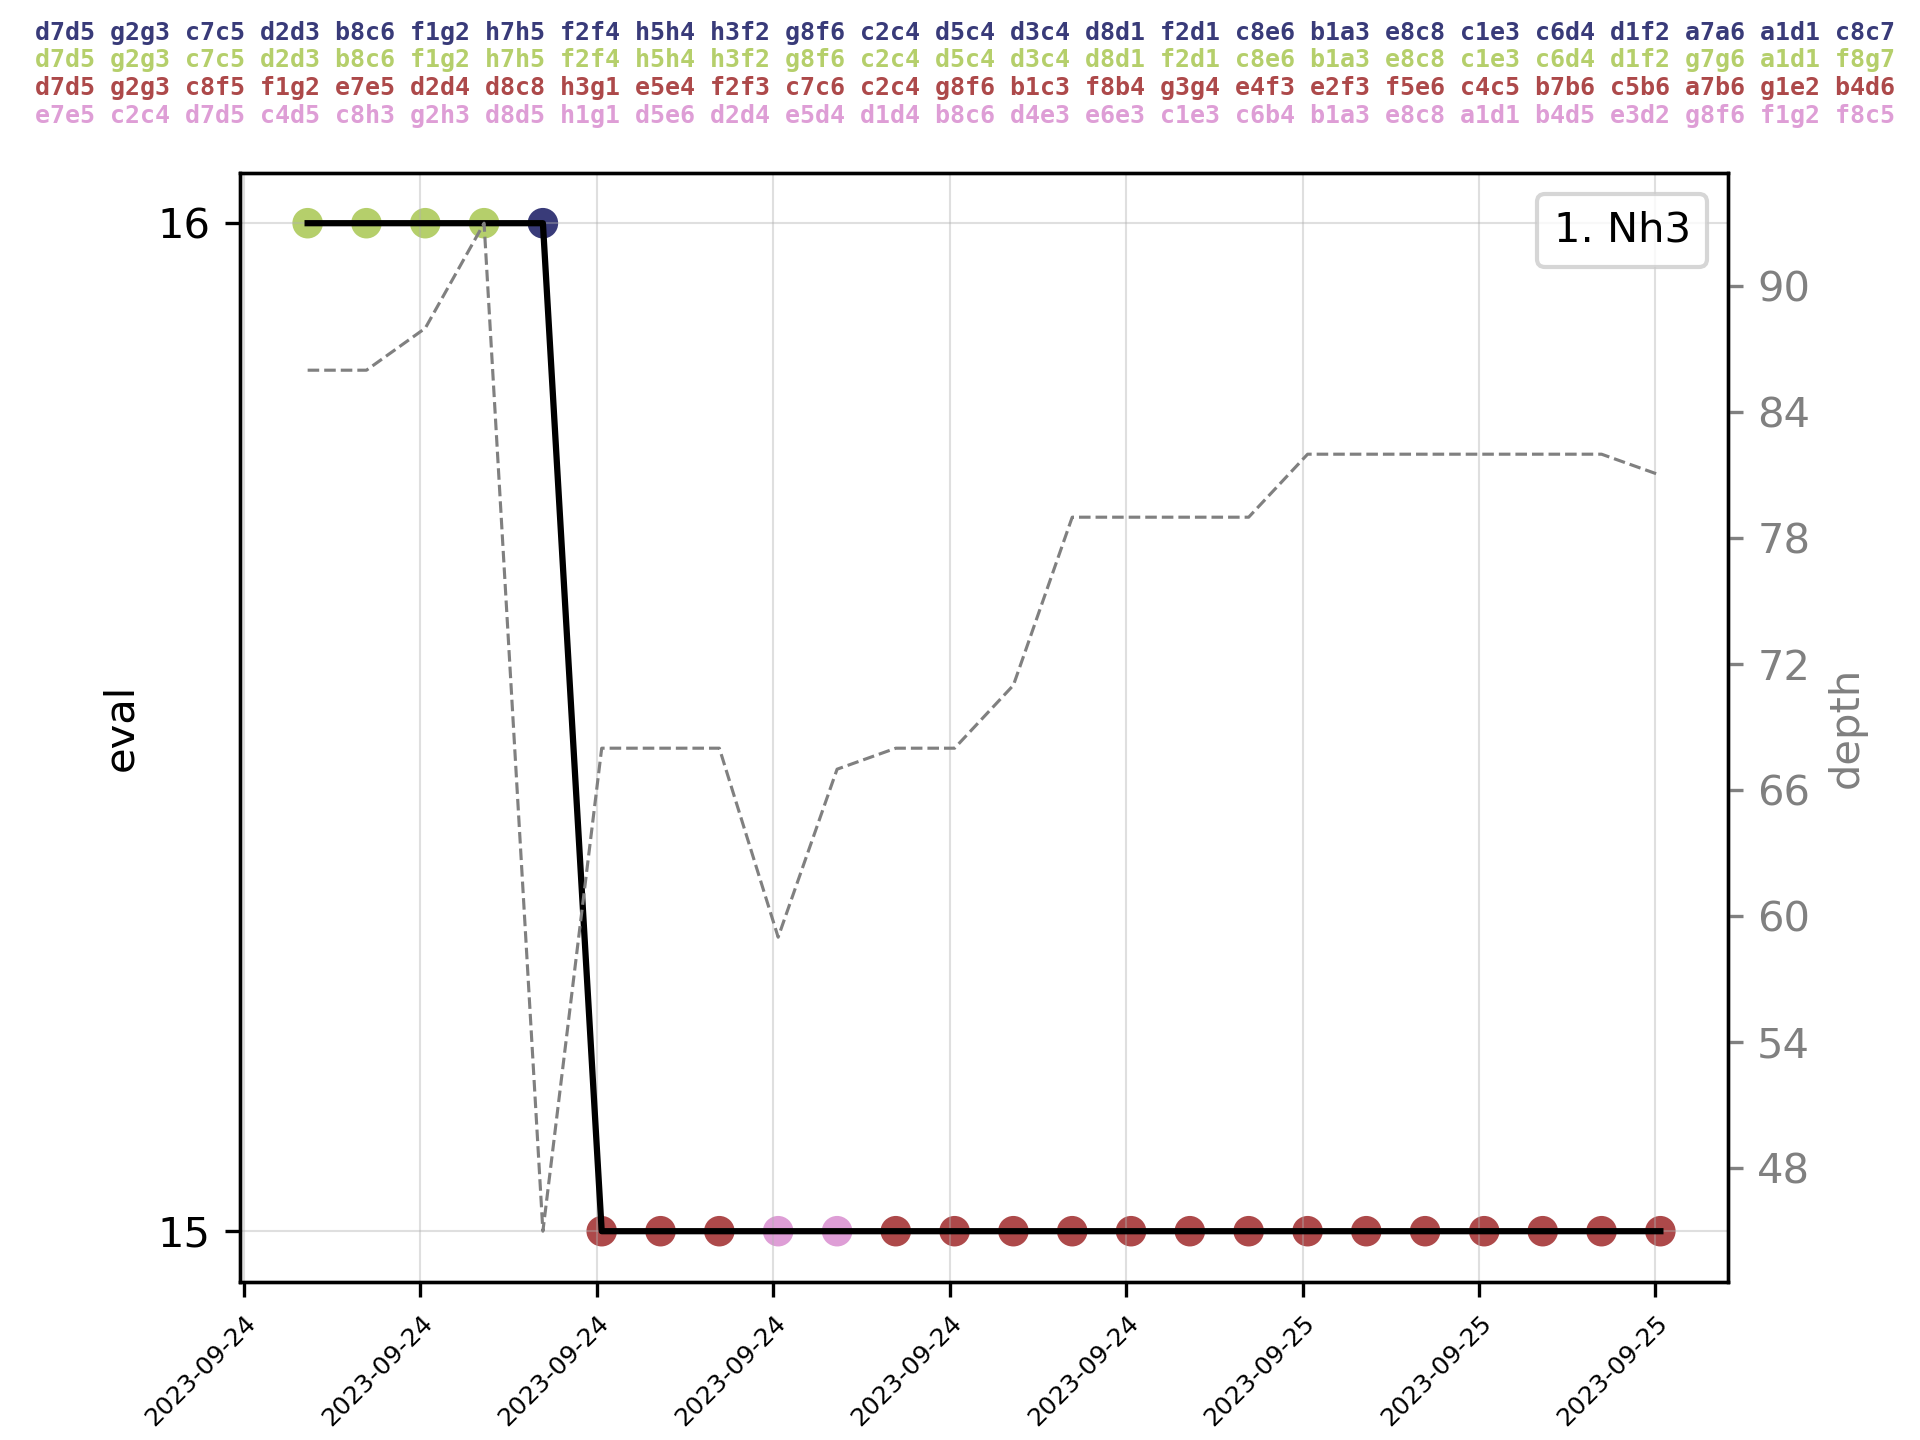 d7d5 g2g3 c7c5 d2d3 b8c6 f1g2 h7h5 f2f4 h5h4 h3f2 g8f6 c2c4 d5c4 d3c4 d8d1 f2d1 c8e6 b1a3 e8c8 c1e3 c6d4 d1f2 a7a6 a1d1 c8c7
d7d5 g2g3 c7c5 d2d3 b8c6 f1g2 h7h5 f2f4 h5h4 h3f2 g8f6 c2c4 d5c4 d3c4 d8d1 f2d1 c8e6 b1a3 e8c8 c1e3 c6d4 d1f2 g7g6 a1d1 f8g7
d7d5 g2g3 c8f5 f1g2 e7e5 d2d4 d8c8 h3g1 e5e4 f2f3 c7c6 c2c4 g8f6 b1c3 f8b4 g3g4 e4f3 e2f3 f5e6 c4c5 b7b6 c5b6 a7b6 g1e2 b4d6
e7e5 c2c4 d7d5 c4d5 c8h3 g2h3 d8d5 h1g1 d5e6 d2d4 e5d4 d1d4 b8c6 d4e3 e6e3 c1e3 c6b4 b1a3 e8c8 a1d1 b4d5 e3d2 g8f6 f1g2 f8c5
1. Nh3
16
15
eval
90
84
78
72
66
60
54
48
depth
2023-09-24
2023-09-24
2023-09-24
2023-09-24
2023-09-24
2023-09-24
2023-09-25
2023-09-25
2023-09-25